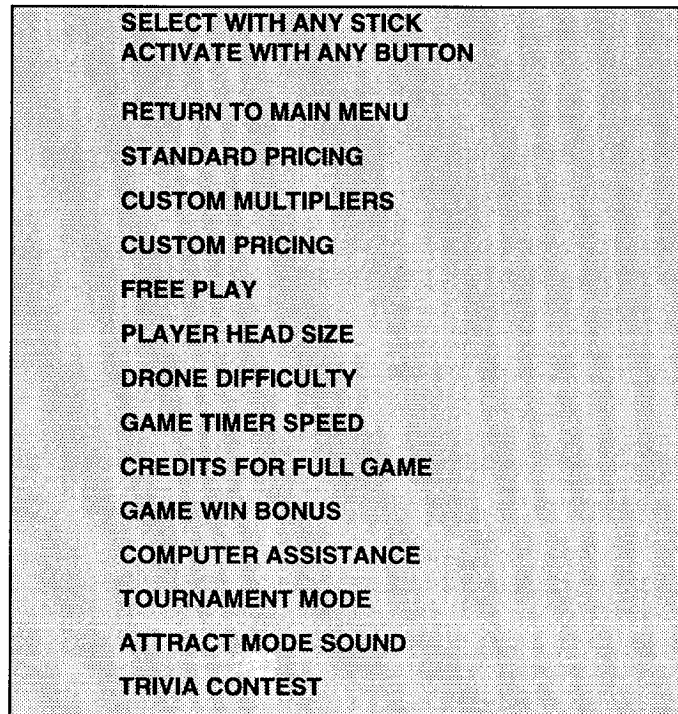 SELECT WITH ANY STICK
ACTIVATE WITH ANY BUTTON
RETURN TO MAIN MENU
STANDARD PRICING
CUSTOM MULTIPLIERS
CUSTOM PRICING
FREE PLAY
PLAYER HEAD SIZE
DRONE DIFFICULTY
GAME TIMER SPEED
CREDITS FOR FULL GAME
GAME WIN BONUS
COMPUTER ASSISTANCE
TOURNAMENT MODE
ATTRACT MODE SOUND
TRIVIA CONTEST